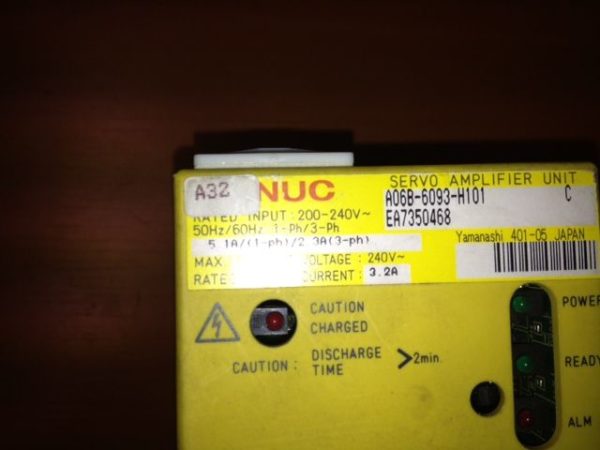 SERVO AMPLIFIER UNIT
A32 NUC A06B-6093-H101 C
RATED INPUT: 200-240V~ EA7350468
50Hz/60Hz 1-Ph/3-Ph Yamanashi 401-05 JAPAN
5.1A/(1-ph)/2.3A(3-ph)
MAX. VOLTAGE : 240V~
RATE CURRENT: 3.2A
CAUTION POWER
CHARGED
CAUTION: DISCHARGE TIME >2min. READY
ALM